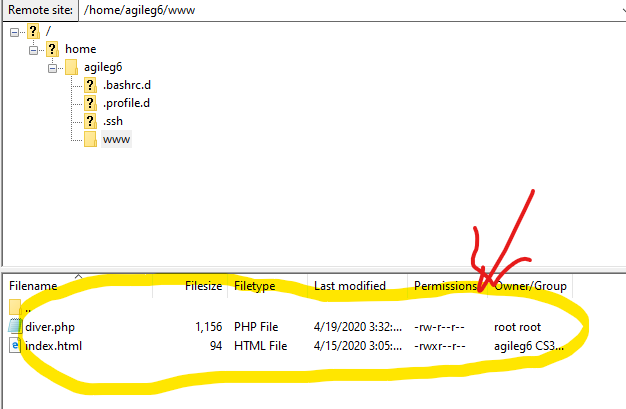 Remote site: /home/agileg6/www
/
home
agileg6
.bashrc.d
.profile.d
.ssh
www
Filename Filesize Filetype Last modified Permissions Owner/Group
..
diver.php 1,156 PHP File 4/19/2020 3:32:... -rw-r--r-- root root
index.html 94 HTML File 4/15/2020 3:05:... -rwxr--r-- agileg6 CS3...